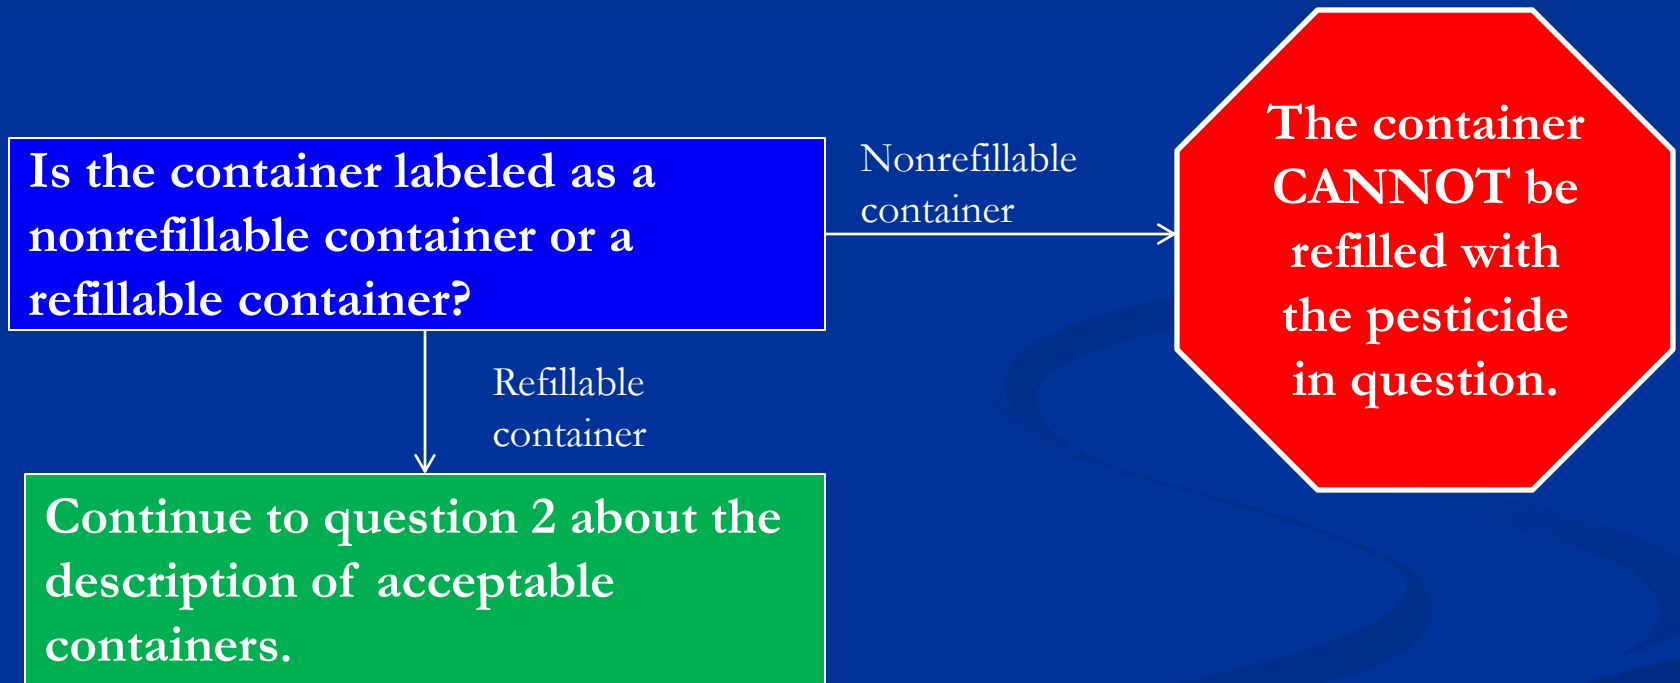 Is the container labeled as a
nonrefillable container or a
refillable container?
Nonrefillable
container
The container
CANNOT be
refilled with
the pesticide
in question.
Refillable
container
Continue to question 2 about the
description of acceptable
containers.